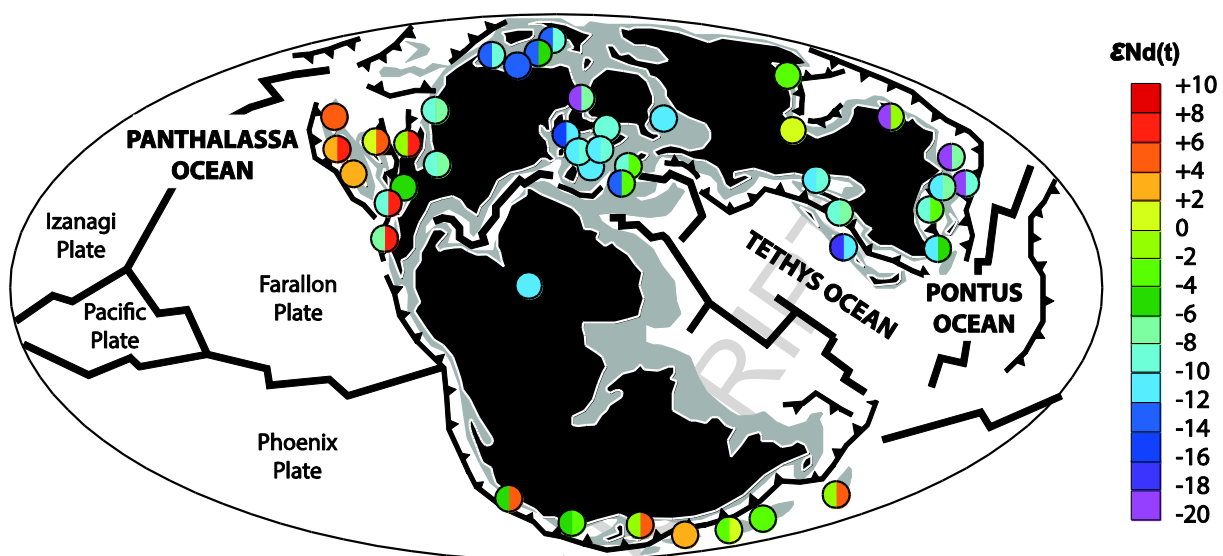 εNd(t)
+10
+8
+6
+4
+2
0
-2
-4
-6
-8
-10
-12
-14
-16
-18
-20
PANTHALASSA
OCEAN
Izanagi
Plate
Pacific
Plate
Farallon
Plate
Phoenix
Plate
TETHYS OCEAN
PONTUS
OCEAN